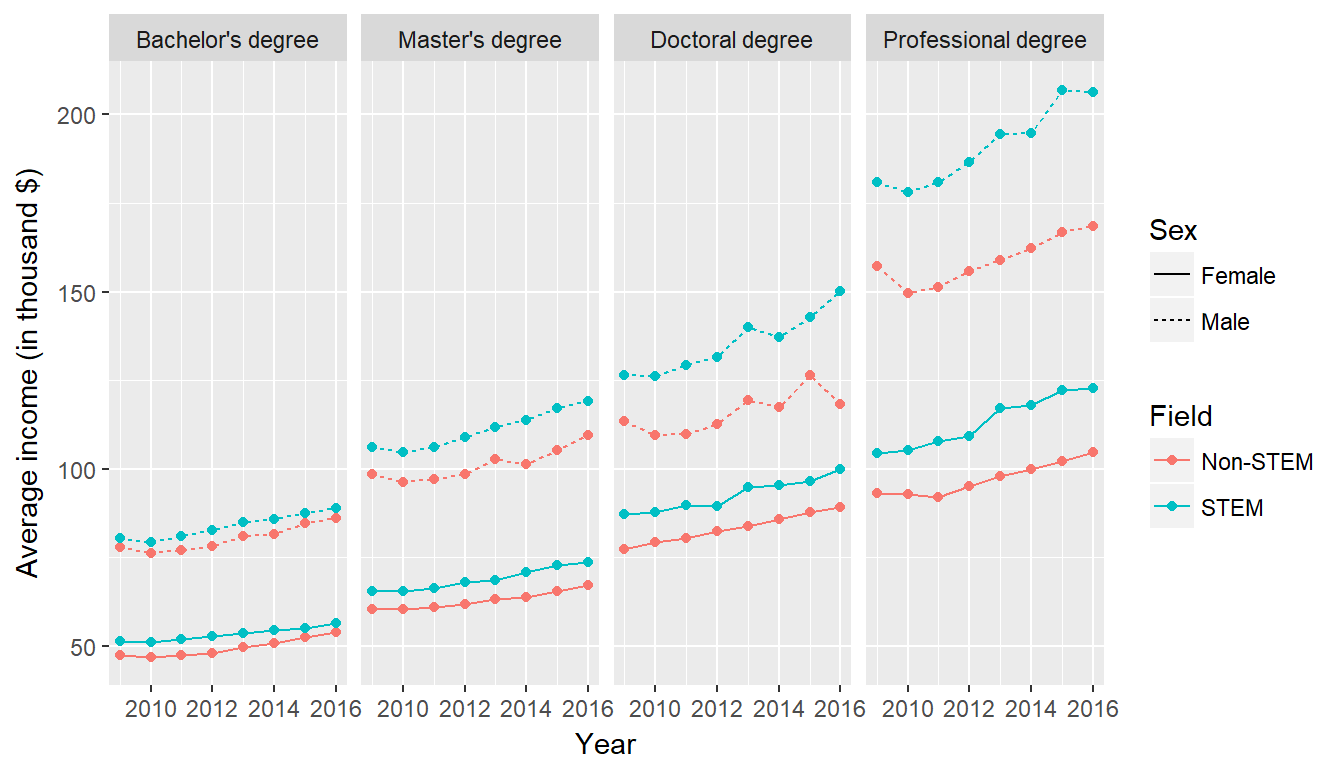 Bachelor's degree Master's degree Doctoral degree Professional degree
Average income (in thousand $)
200
150
100
50
2010 2012 2014 2016 2010 2012 2014 2016 2010 2012 2014 2016 2010 2012 2014 2016
Year
Sex
Female
Male
Field
Non-STEM
STEM